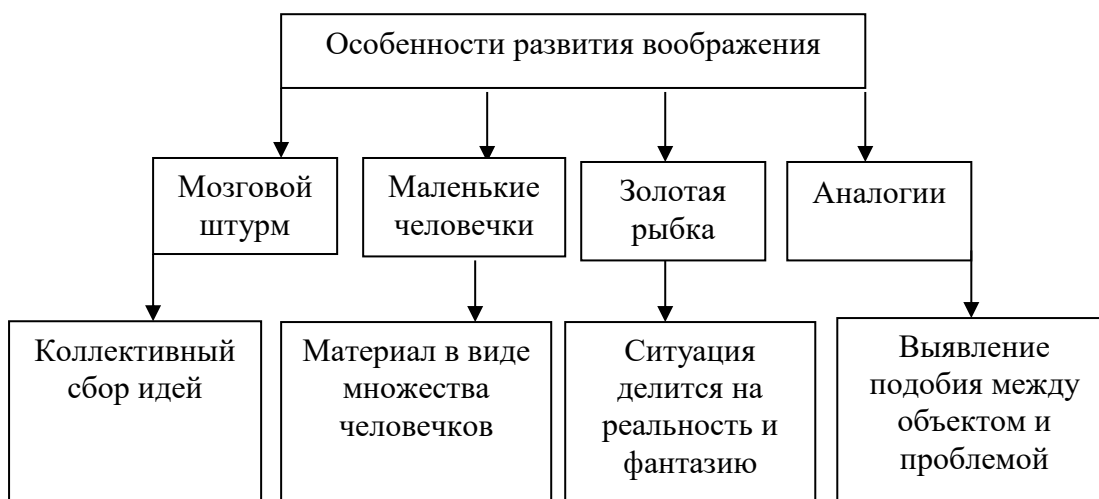 Особенности развития воображения
Мозговой
штурм
Маленькие
человечки
Золотая
рыбка
Аналогии
Коллективный
сбор идей
Материал в виде
множества
человечков
Ситуация
делится на
реальность и
фантазию
Выявление
подобия между
объектом и
проблемой